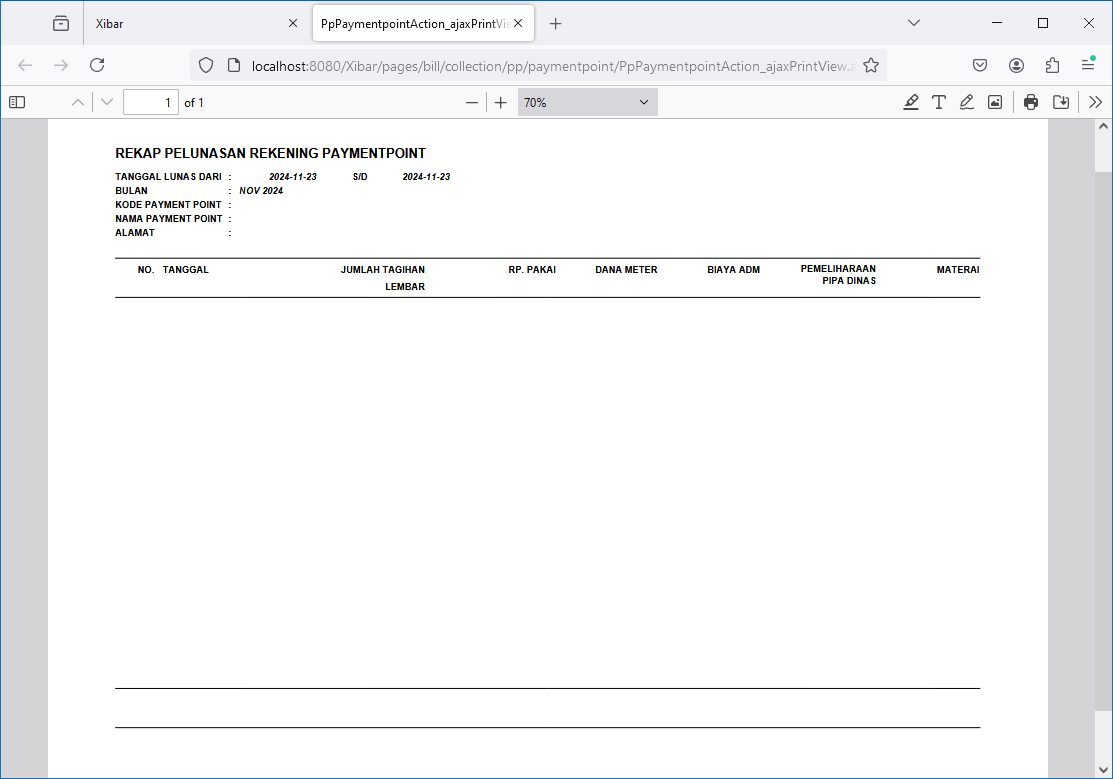 Xibar
PpPaymentpointAction_ajaxPrintVie
localhost:8080/Xibar/pages/bill/collection/pp/paymentpoint/PpPaymentpointAction_ajaxPrintView.a
1 of 1
70%
REKAP PELUNASAN REKENING PAYMENTPOINT
TANGGAL LUNAS DARI : 2024-11-23 S/D 2024-11-23
BULAN : NOV 2024
KODE PAYMENT POINT :
NAMA PAYMENT POINT :
ALAMAT :
NO. TANGGAL JUMLAH TAGIHAN RP. PAKAI DANA METER BIAYA ADM PEMELIHARAAN MATERAI
LEMBAR PIPA DINAS